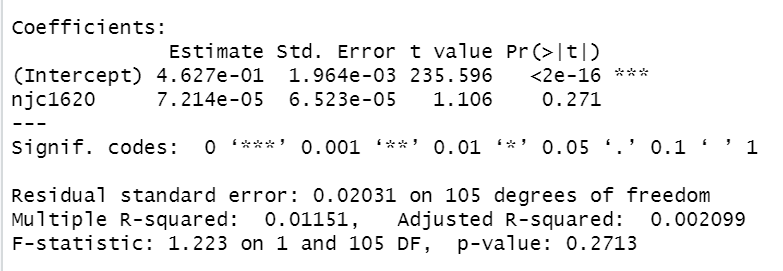 Coefficients:
             Estimate Std. Error t value Pr(>|t|)
(Intercept) 4.627e-01  1.964e-03 235.596   <2e-16 ***
njc1620     7.214e-05  6.523e-05   1.106    0.271
---
Signif. codes:  0 ‘***’ 0.001 ‘**’ 0.01 ‘*’ 0.05 ‘.’ 0.1 ‘ ’ 1
Residual standard error: 0.02031 on 105 degrees of freedom
Multiple R-squared:  0.01151,   Adjusted R-squared:  0.002099
F-statistic: 1.223 on 1 and 105 DF,  p-value: 0.2713